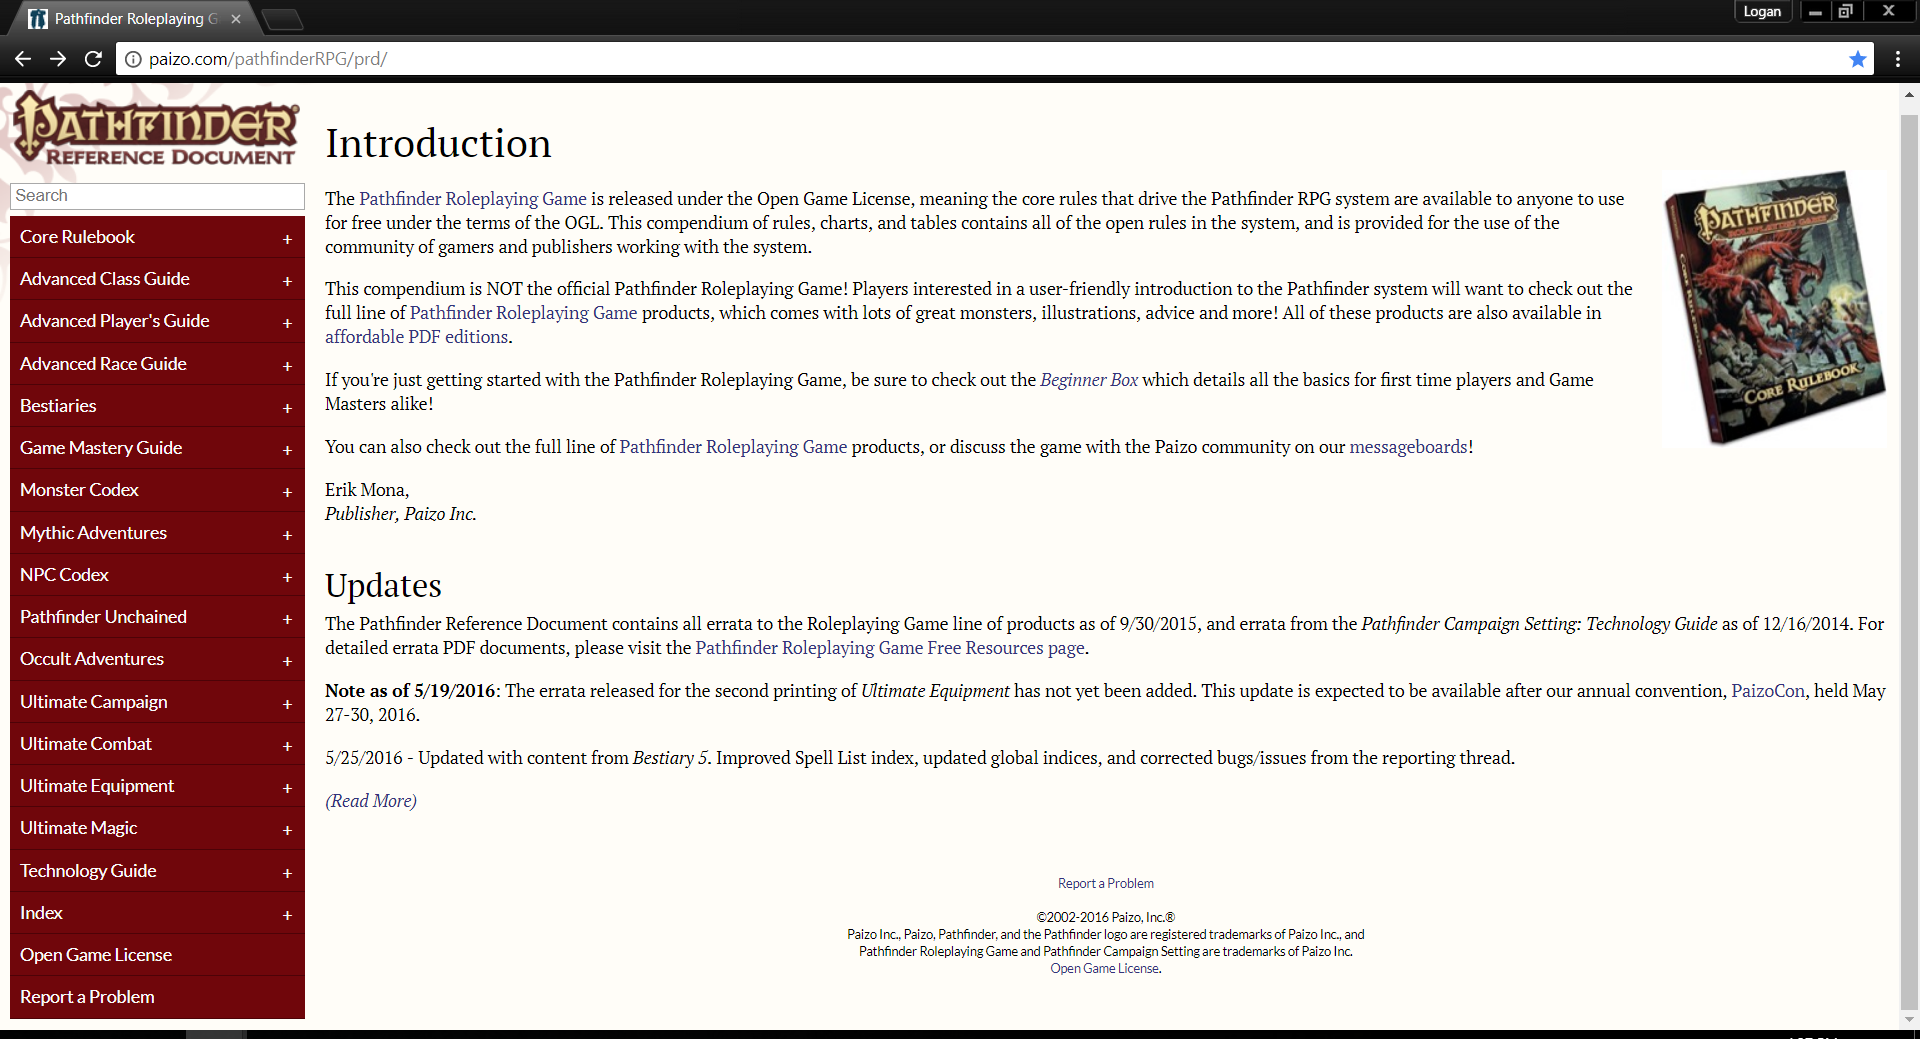 Pathfinder Roleplaying G
Logan
paizo.com/pathfinderRPG/prd/
PATHFINDER®
REFERENCE DOCUMENT
Search
Core Rulebook +
Advanced Class Guide +
Advanced Player's Guide +
Advanced Race Guide +
Bestiaries +
Game Mastery Guide +
Monster Codex +
Mythic Adventures +
NPC Codex +
Pathfinder Unchained +
Occult Adventures +
Ultimate Campaign +
Ultimate Combat +
Ultimate Equipment +
Ultimate Magic +
Technology Guide +
Index +
Open Game License
Report a Problem
Introduction
The Pathfinder Roleplaying Game is released under the Open Game License, meaning the core rules that drive the Pathfinder RPG system are available to anyone to use
for free under the terms of the OGL. This compendium of rules, charts, and tables contains all of the open rules in the system, and is provided for the use of the
community of gamers and publishers working with the system.
This compendium is NOT the official Pathfinder Roleplaying Game! Players interested in a user-friendly introduction to the Pathfinder system will want to check out the
full line of Pathfinder Roleplaying Game products, which comes with lots of great monsters, illustrations, advice and more! All of these products are also available in
affordable PDF editions.
If you're just getting started with the Pathfinder Roleplaying Game, be sure to check out the Beginner Box which details all the basics for first time players and Game
Masters alike!
You can also check out the full line of Pathfinder Roleplaying Game products, or discuss the game with the Paizo community on our messageboards!
Erik Mona,
Publisher, Paizo Inc.
PATHFINDER
ROLEPLAYING GAME
CORE RULEBOOK
Updates
The Pathfinder Reference Document contains all errata to the Roleplaying Game line of products as of 9/30/2015, and errata from the Pathfinder Campaign Setting: Technology Guide as of 12/16/2014. For
detailed errata PDF documents, please visit the Pathfinder Roleplaying Game Free Resources page.
Note as of 5/19/2016: The errata released for the second printing of Ultimate Equipment has not yet been added. This update is expected to be available after our annual convention, PaizoCon, held May
27-30, 2016.
5/25/2016 - Updated with content from Bestiary 5. Improved Spell List index, updated global indices, and corrected bugs/issues from the reporting thread.
(Read More)
Report a Problem
©2002-2016 Paizo, Inc.®
Paizo Inc., Paizo, Pathfinder, and the Pathfinder logo are registered trademarks of Paizo Inc., and
Pathfinder Roleplaying Game and Pathfinder Campaign Setting are trademarks of Paizo Inc.
Open Game License.